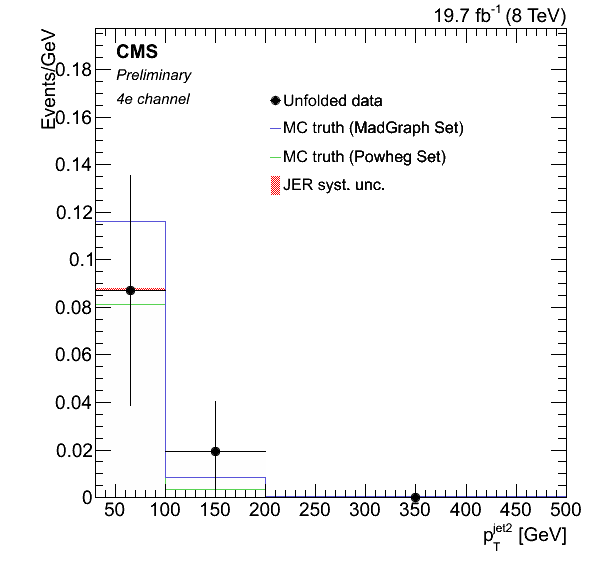 19.7 fb⁻¹ (8 TeV)
Events/GeV
CMS
Preliminary
4e channel
Unfolded data
MC truth (MadGraph Set)
MC truth (Powheg Set)
JER syst. unc.
0.18
0.16
0.14
0.12
0.1
0.08
0.06
0.04
0.02
0
50 100 150 200 250 300 350 400 450 500
p_T^jet2 [GeV]